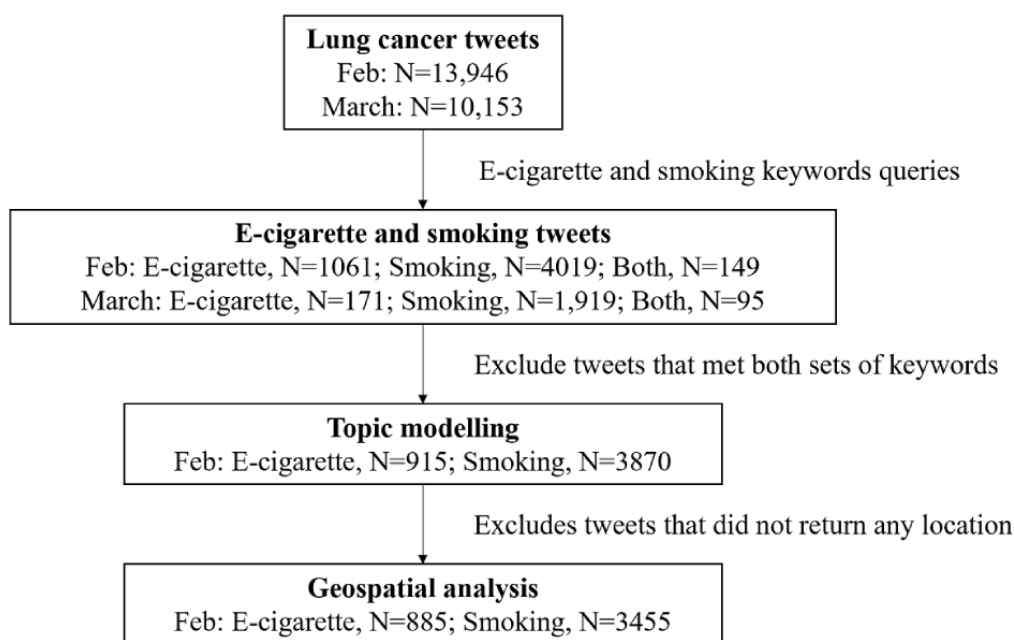 Lung cancer tweets
Feb: N=13,946
March: N=10,153
E-cigarette and smoking keywords queries
E-cigarette and smoking tweets
Feb: E-cigarette, N=1061; Smoking, N=4019; Both, N=149
March: E-cigarette, N=171; Smoking, N=1,919; Both, N=95
Exclude tweets that met both sets of keywords
Topic modelling
Feb: E-cigarette, N=915; Smoking, N=3870
Excludes tweets that did not return any location
Geospatial analysis
Feb: E-cigarette, N=885; Smoking, N=3455